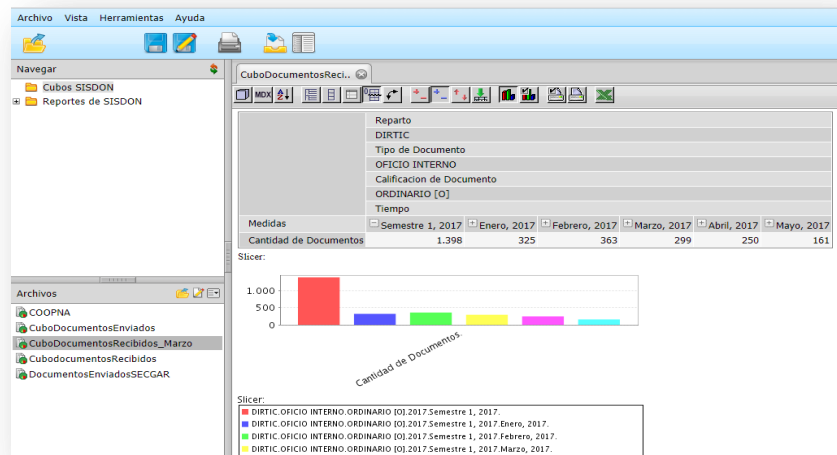 Archivo Vista Herramientas Ayuda
Navegar
Cubos SISDON
Reportes de SISDON
Archivos
COOPNA
CuboDocumentosEnviados
CuboDocumentosRecibidos_Marzo
CubodocumentosRecibidos
DocumentosEnviadosSECGAR
CuboDocumentosReci..
MDX
Reparto
DIRTIC
Tipo de Documento
OFICIO INTERNO
Calificacion de Documento
ORDINARIO [O]
Tiempo
Medidas Semestre 1, 2017 Enero, 2017 Febrero, 2017 Marzo, 2017 Abril, 2017 Mayo, 2017
Cantidad de Documentos 1.398 325 363 299 250 161
Slicer:
1.000
500
0
Cantidad de Documentos.
Slicer:
DIRTIC.OFICIO INTERNO.ORDINARIO [O].2017.Semestre 1, 2017.
DIRTIC.OFICIO INTERNO.ORDINARIO [O].2017.Semestre 1, 2017.Enero, 2017.
DIRTIC.OFICIO INTERNO.ORDINARIO [O].2017.Semestre 1, 2017.Febrero, 2017.
DIRTIC.OFICIO INTERNO.ORDINARIO [O].2017.Semestre 1, 2017.Marzo, 2017.